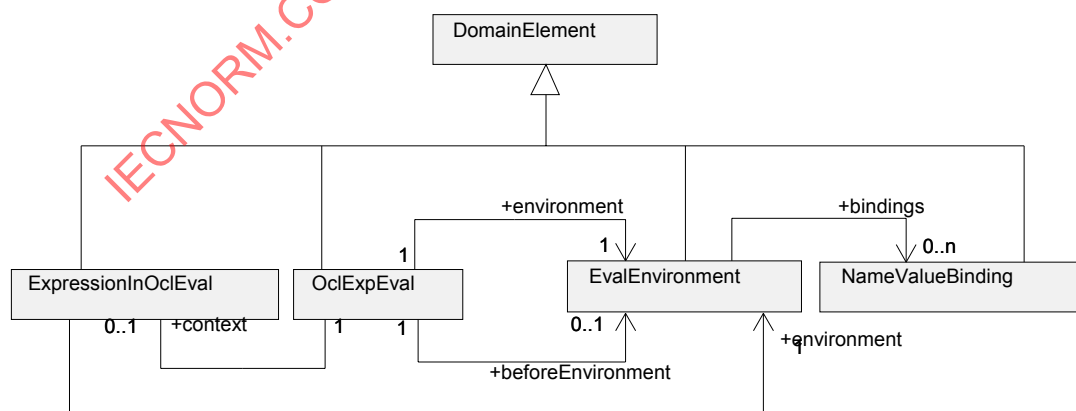 DomainElement
IECNORM.CO
+environment
+bindings
1
1
0..n
ExpressionInOclEval
OclExpEval
EvalEnvironment
NameValueBinding
0..1
+context
1
1
0..1
+environment
1
+beforeEnvironment